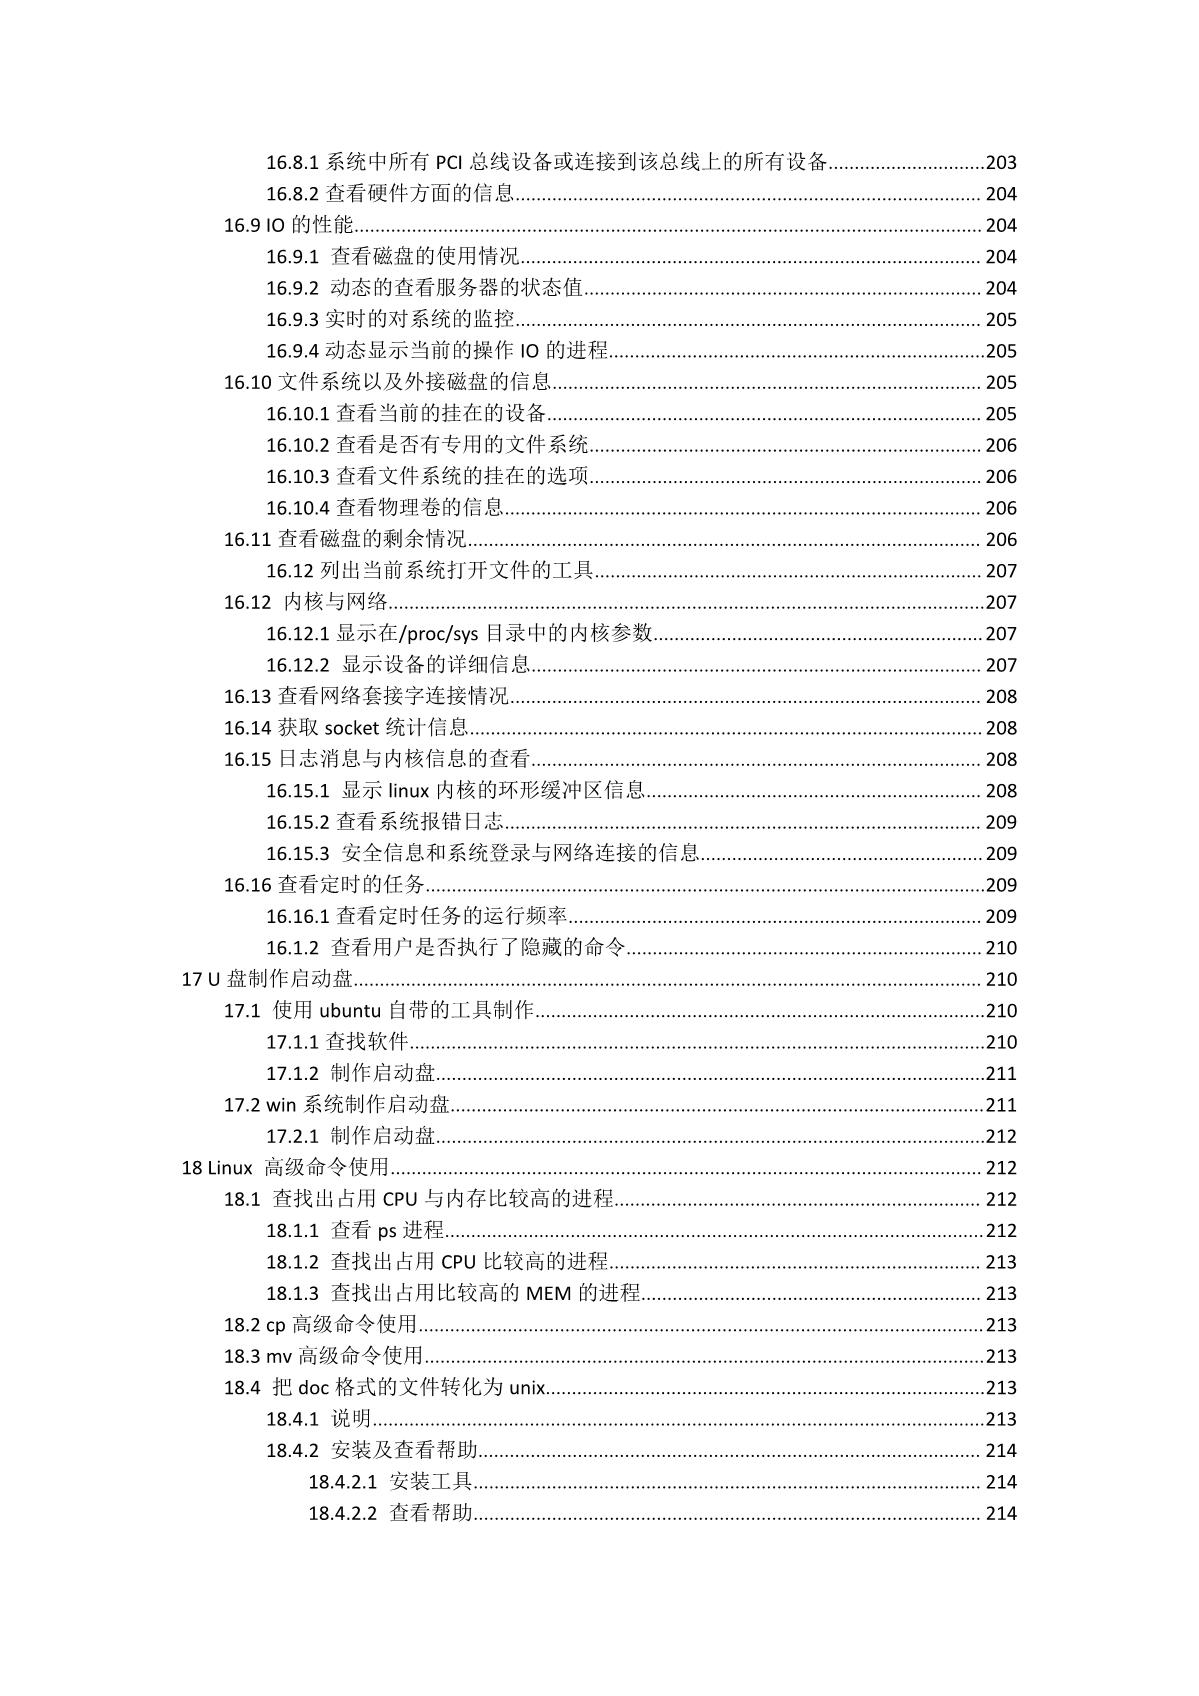 16.8.1 系统中所有 PCI 总线设备或连接到该总线上的所有设备..............................203
16.8.2 查看硬件方面的信息......................................................................................... 204
16.9 IO 的性能........................................................................................................................ 204
16.9.1  查看磁盘的使用情况........................................................................................ 204
16.9.2  动态的查看服务器的状态值............................................................................ 204
16.9.3 实时的对系统的监控......................................................................................... 205
16.9.4 动态显示当前的操作 IO 的进程........................................................................205
16.10 文件系统以及外接磁盘的信息.................................................................................. 205
16.10.1 查看当前的挂在的设备................................................................................... 205
16.10.2 查看是否有专用的文件系统........................................................................... 206
16.10.3 查看文件系统的挂在的选项........................................................................... 206
16.10.4 查看物理卷的信息........................................................................................... 206
16.11 查看磁盘的剩余情况.................................................................................................. 206
16.12 列出当前系统打开文件的工具.......................................................................... 207
16.12  内核与网络..................................................................................................................207
16.12.1 显示在/proc/sys 目录中的内核参数............................................................... 207
16.12.2  显示设备的详细信息...................................................................................... 207
16.13 查看网络套接字连接情况.......................................................................................... 208
16.14 获取 socket 统计信息.................................................................................................. 208
16.15 日志消息与内核信息的查看...................................................................................... 208
16.15.1  显示 linux 内核的环形缓冲区信息................................................................ 208
16.15.2 查看系统报错日志........................................................................................... 209
16.15.3  安全信息和系统登录与网络连接的信息...................................................... 209
16.16 查看定时的任务...........................................................................................................209
16.16.1 查看定时任务的运行频率............................................................................... 209
16.1.2  查看用户是否执行了隐藏的命令.................................................................... 210
17 U 盘制作启动盘........................................................................................................................ 210
17.1  使用 ubuntu 自带的工具制作......................................................................................210
17.1.1 查找软件..............................................................................................................210
17.1.2  制作启动盘.........................................................................................................211
17.2 win 系统制作启动盘......................................................................................................211
17.2.1  制作启动盘.........................................................................................................212
18 Linux  高级命令使用................................................................................................................. 212
18.1  查找出占用 CPU 与内存比较高的进程...................................................................... 212
18.1.1  查看 ps 进程.......................................................................................................212
18.1.2  查找出占用 CPU 比较高的进程....................................................................... 213
18.1.3  查找出占用比较高的 MEM 的进程................................................................. 213
18.2 cp 高级命令使用............................................................................................................213
18.3 mv 高级命令使用...........................................................................................................213
18.4  把 doc 格式的文件转化为 unix....................................................................................213
18.4.1  说明.....................................................................................................................213
18.4.2  安装及查看帮助................................................................................................ 214
18.4.2.1  安装工具................................................................................................. 214
18.4.2.2  查看帮助................................................................................................. 214